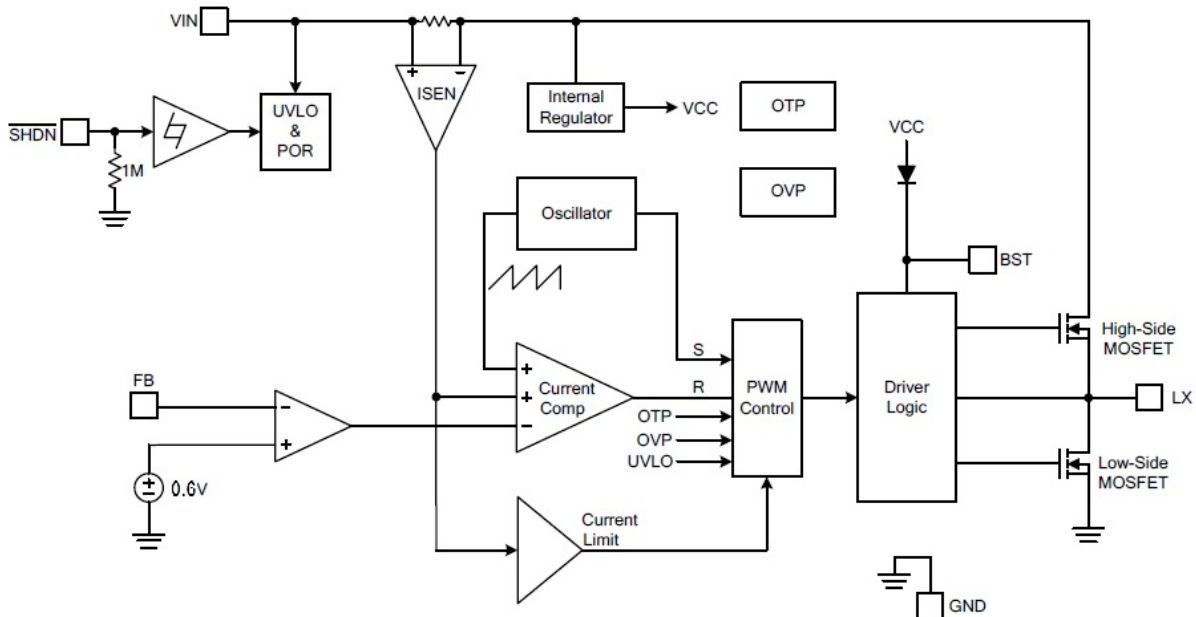 VIN
+ −
ISEN
Internal
Regulator
VCC
OTP
SHDN
UVLO
&
POR
1M
VCC
OVP
Oscillator
BST
High-Side
MOSFET
FB
−
+
+
+
−
Current
Comp
S
R
OTP
OVP
UVLO
PWM
Control
Driver
Logic
LX
+
−
0.6V
Low-Side
MOSFET
Current
Limit
GND